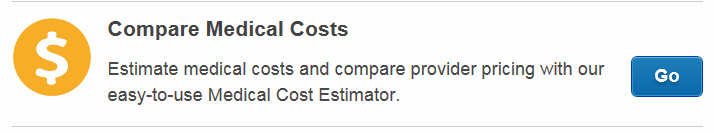 Compare Medical Costs
Estimate medical costs and compare provider pricing with our
easy-to-use Medical Cost Estimator.
Go
$